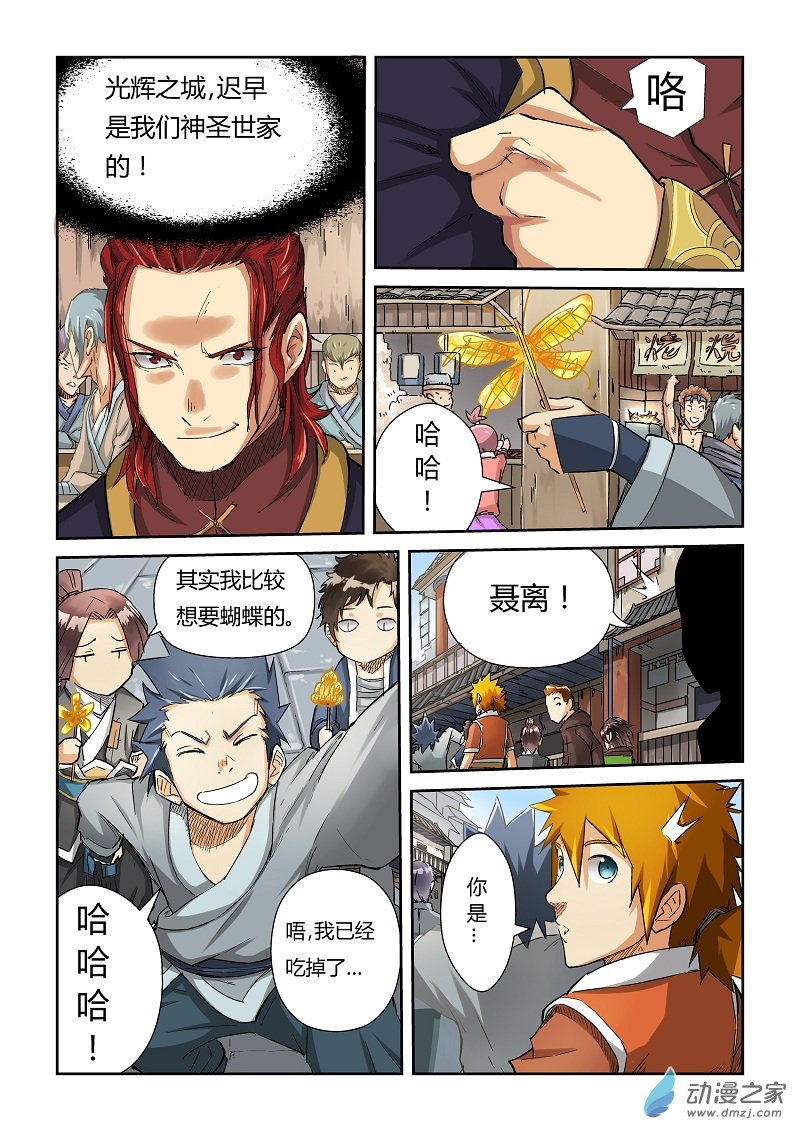 光辉之城,迟早
是我们神圣世家
的！
咯
烧
哈
哈
！
其实我比较
想要蝴蝶的。
聂离！
哈
哈
哈
！
唔,我已经
吃掉了...
你
是
...
动漫之家
www.dmzj.com